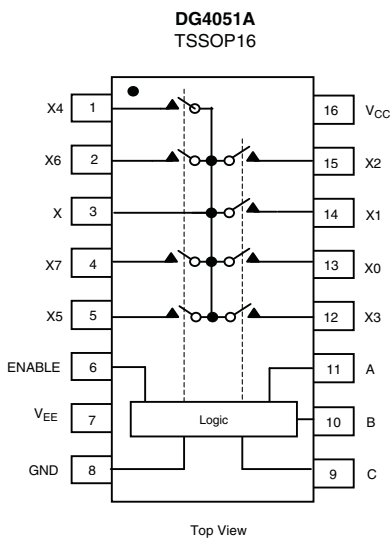 DG4051A
TSSOP16
X4 1 16 VCC
X6 2 15 X2
X 3 14 X1
X7 4 13 X0
X5 5 12 X3
ENABLE 6 11 A
VEE 7 Logic 10 B
GND 8 9 C
Top View